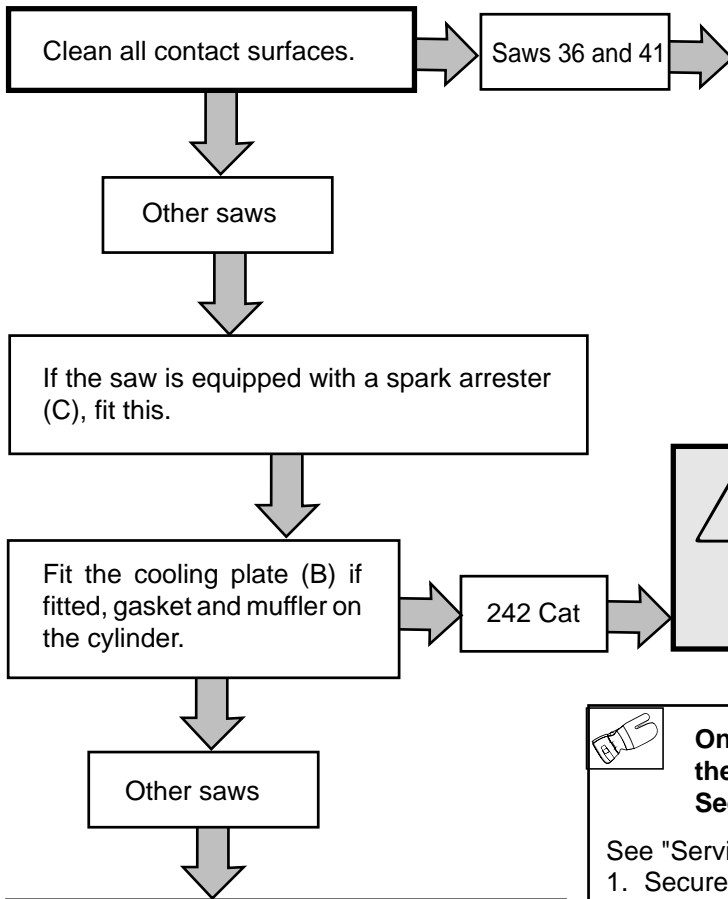 Clean all contact surfaces.
Saws 36 and 41
Other saws
If the saw is equipped with a spark arrester
(C), fit this.
Fit the cooling plate (B) if
fitted, gasket and muffler on
the cylinder.
242 Cat
Other saws
On
the
See "Servi
1. Secure